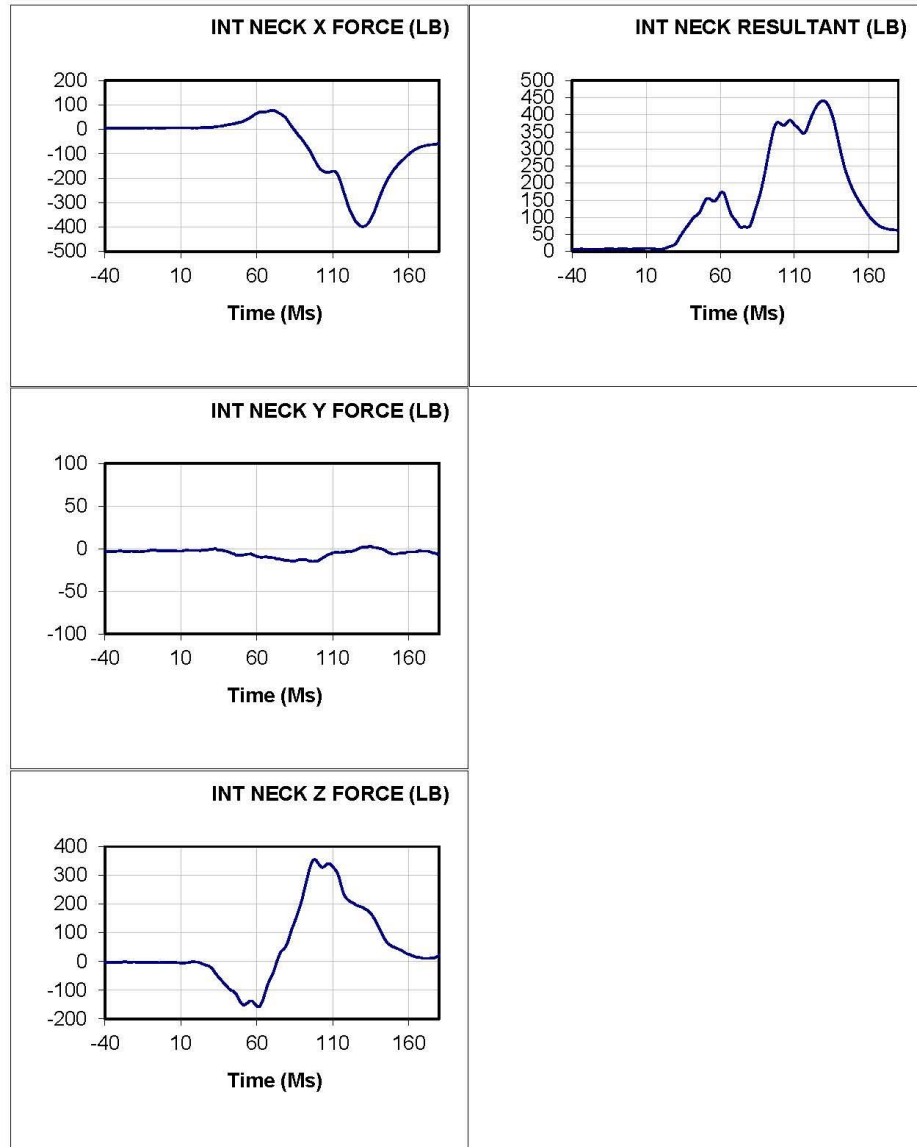 INT NECK X FORCE (LB)
200
100
0
-100
-200
-300
-400
-500
-40 10 60 110 160
Time (Ms)
INT NECK RESULTANT (LB)
500
450
400
350
300
250
200
150
100
50
0
-40 10 60 110 160
Time (Ms)
INT NECK Y FORCE (LB)
100
50
0
-50
-100
-40 10 60 110 160
Time (Ms)
INT NECK Z FORCE (LB)
400
300
200
100
0
-100
-200
-40 10 60 110 160
Time (Ms)